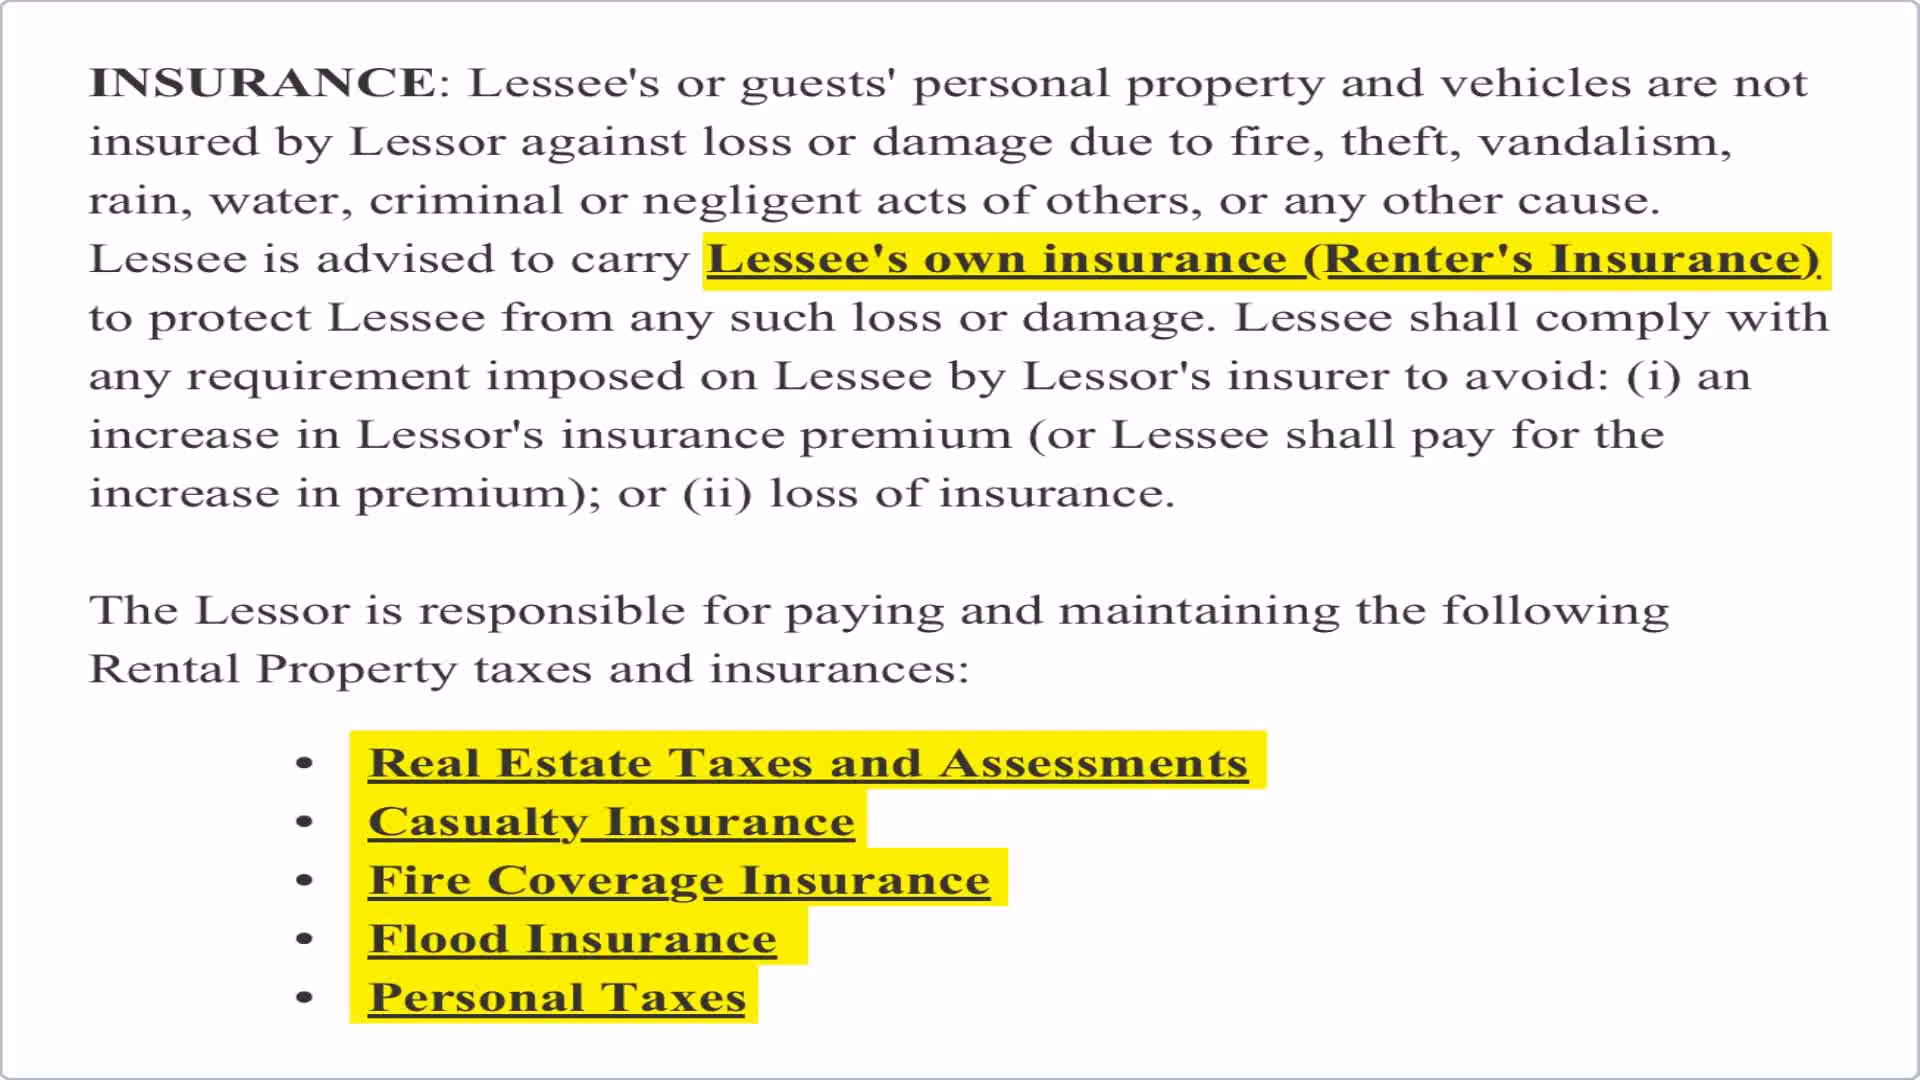 INSURANCE: Lessee's or guests' personal property and vehicles are not
insured by Lessor against loss or damage due to fire, theft, vandalism,
rain, water, criminal or negligent acts of others, or any other cause.
Lessee is advised to carry Lessee's own insurance (Renter's Insurance)
to protect Lessee from any such loss or damage. Lessee shall comply with
any requirement imposed on Lessee by Lessor's insurer to avoid: (i) an
increase in Lessor's insurance premium (or Lessee shall pay for the
increase in premium); or (ii) loss of insurance.
The Lessor is responsible for paying and maintaining the following
Rental Property taxes and insurances:
• Real Estate Taxes and Assessments
• Casualty Insurance
• Fire Coverage Insurance
• Flood Insurance
• Personal Taxes